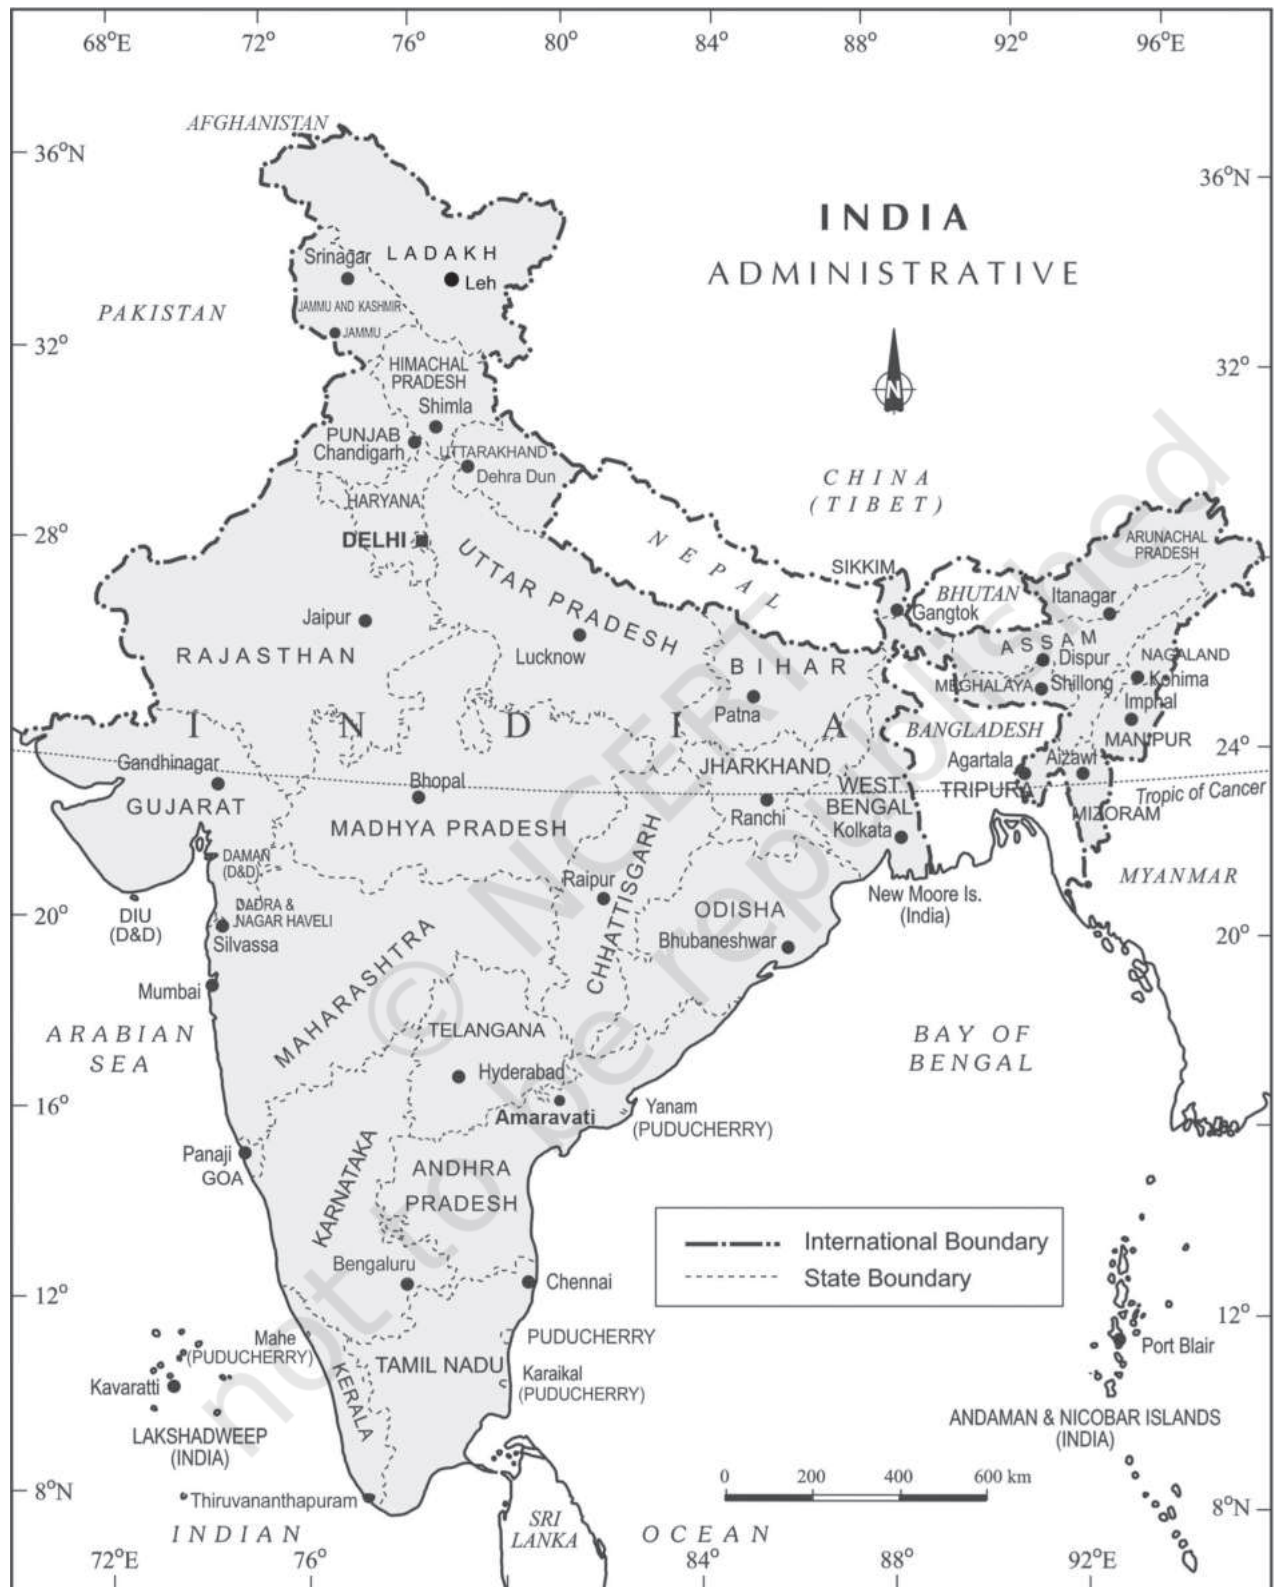 68°E 72° 76° 80° 84° 88° 92° 96°E
AFGHANISTAN
36°N
36°N
INDIA
ADMINISTRATIVE
LADAKH
Srinagar
Leh
PAKISTAN
JAMMU AND KASHMIR
JAMMU
32°
32°
HIMACHAL
PRADESH
Shimla
N
PUNJAB
Chandigarh
UTTARAKHAND
Dehra Dun
CHINA
(TIBET)
HARYANA
28°
DELHI
NEPAL
ARUNACHAL
PRADESH
SIKKIM
BHUTAN
Itanagar
Gangtok
UTTAR PRADESH
Jaipur
RAJASTHAN
Lucknow
BIHAR
ASSAM
Dispur
NAGALAND
MEGHALAYA
Shillong
Kohima
Patna
Imphal
INDIA
BANGLADESH
MANIPUR
24°
Gandhinagar
Bhopal
JHARKHAND
Agartala
Aizawl
GUJARAT
WEST
BENGAL
TRIPURA
Tropic of Cancer
MADHYA PRADESH
Ranchi
Kolkata
MIZORAM
DAMAN
(D&D)
CHHATTISGARH
Raipur
New Moore Is.
(India)
MYANMAR
20°
DIU
(D&D)
DADRA &
NAGAR HAVELI
Silvassa
ODISHA
Bhubaneshwar
20°
Mumbai
MAHARASHTRA
ARABIAN
SEA
TELANGANA
BAY OF
BENGAL
Hyderabad
16°
Amaravati
Yanam
(PUDUCHERRY)
Panaji
GOA
KARNATAKA
ANDHRA
PRADESH
International Boundary
State Boundary
Bengaluru
Chennai
12°
12°
Mahe
(PUDUCHERRY)
PUDUCHERRY
Port Blair
TAMIL NADU
KERALA
Karaikal
(PUDUCHERRY)
Kavaratti
LAKSHADWEEP
(INDIA)
ANDAMAN & NICOBAR ISLANDS
(INDIA)
0 200 400 600 km
8°N
Thiruvananthapuram
8°N
INDIAN
SRI
LANKA
OCEAN
72°E 76° 84° 88° 92°E
© NCERT
not to be republished